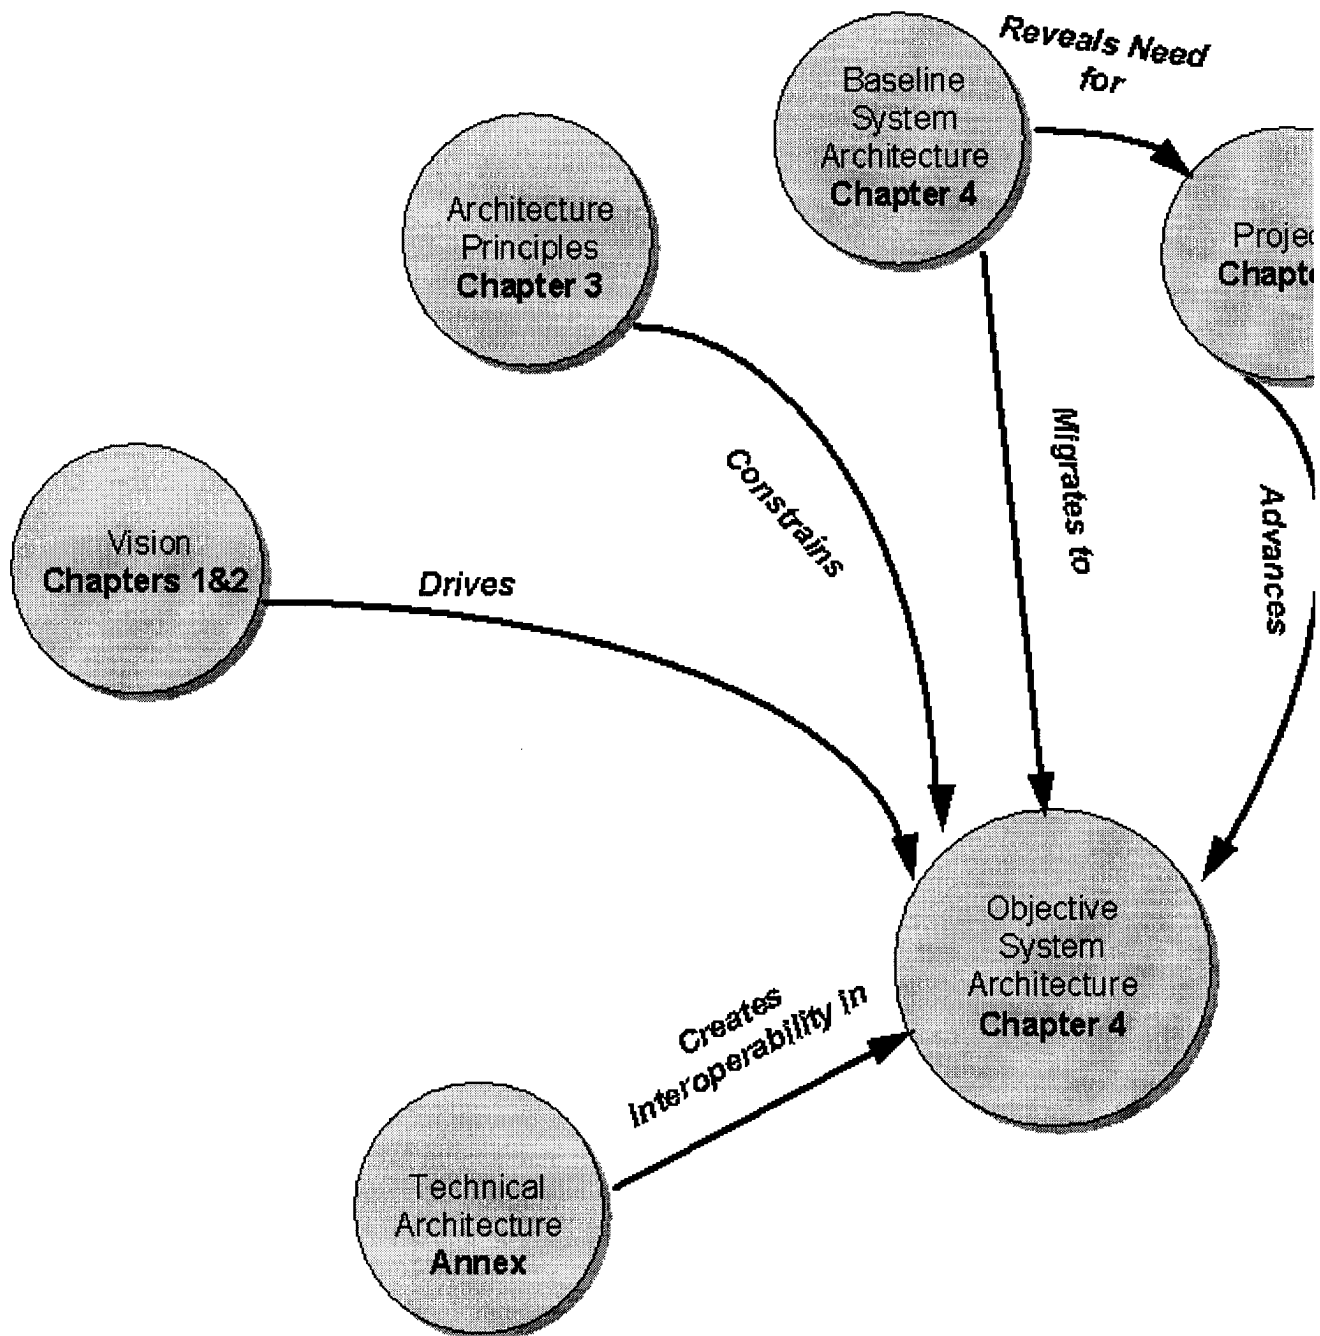 Reveals Need
for
Baseline
System
Architecture
Chapter 4
Architecture
Principles
Chapter 3
Migrates to
Constrains
Advances
Vision
Chapters 1&2
Drives
Objective
System
Architecture
Chapter 4
Creates
Interoperability in
Technical
Architecture
Annex